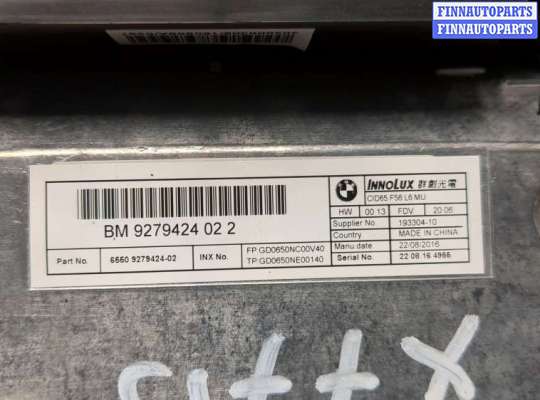 FINNAUTOPARTS
FINNAUTOPARTS
FINNAUTOPARTS
BM 9279424 02 2
Part No. 6550 9279424-02 INX No. FP:GD0650NC00V40
TP:GD0650NE00140
BMW INNOLUX 群創光電
CID65 F56 L6 MU
HW 00 13 FDV 20-06
Supplier No 193304-10
Country MADE IN CHINA
Manu date 22/08/2016
Serial No. 22 08 16 4966